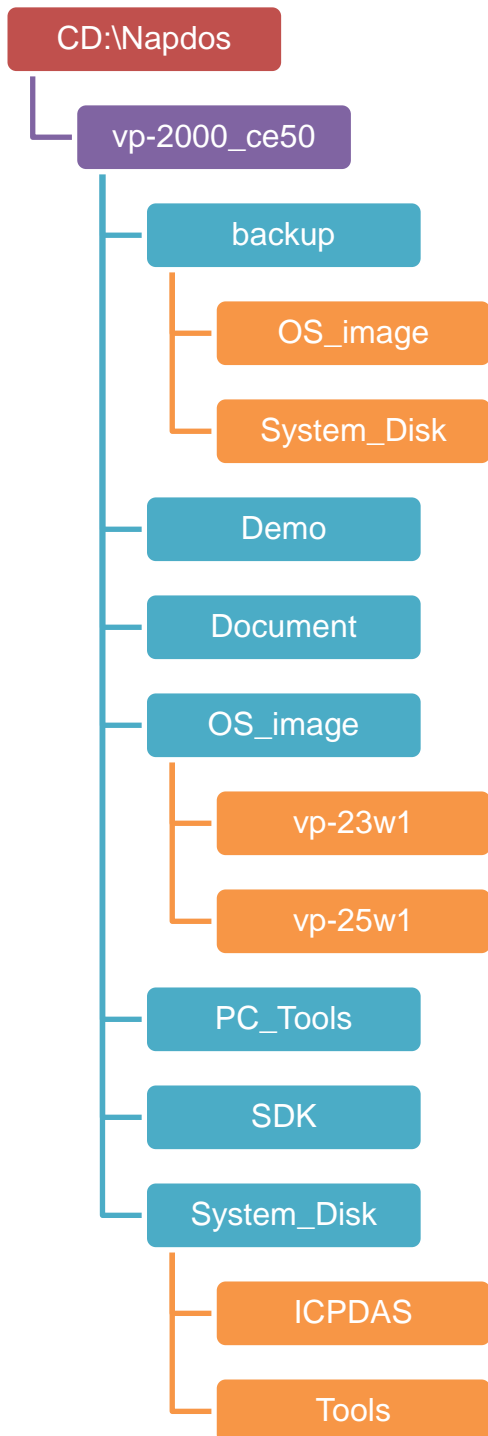 CD:\Napdos
vp-2000_ce50
backup
OS_image
System_Disk
Demo
Document
OS_image
vp-23w1
vp-25w1
PC_Tools
SDK
System_Disk
ICPDAS
Tools